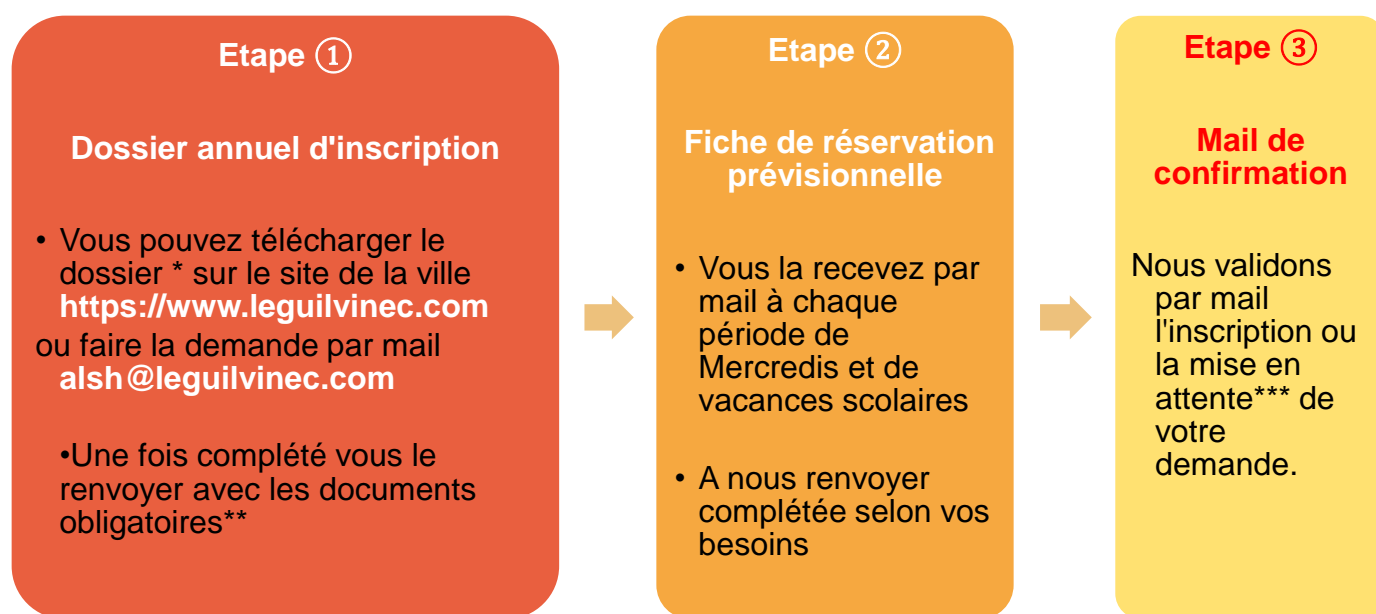 Etape ①
Dossier annuel d'inscription
• Vous pouvez télécharger le
dossier * sur le site de la ville
https://www.leguilvinec.com
ou faire la demande par mail
alsh@leguilvinec.com
•Une fois complété vous le
renvoyer avec les documents
obligatoires**
Etape ②
Fiche de réservation
prévisionnelle
• Vous la recevez par
mail à chaque
période de
Mercredis et de
vacances scolaires
• A nous renvoyer
complétée selon vos
besoins
Etape ③
Mail de
confirmation
Nous validons
par mail
l'inscription ou
la mise en
attente*** de
votre
demande.